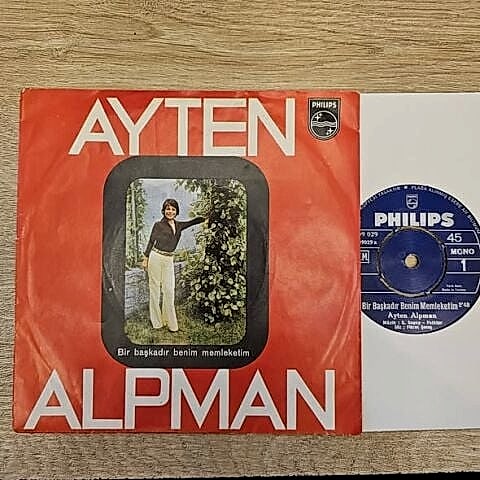 AYTEN
PHILIPS
Bir başkadır benim memleketim
ALPMAN
PHILIPS
45
MONO
1
Bir Başkadır Benim Memleketim
Ayten Alpman